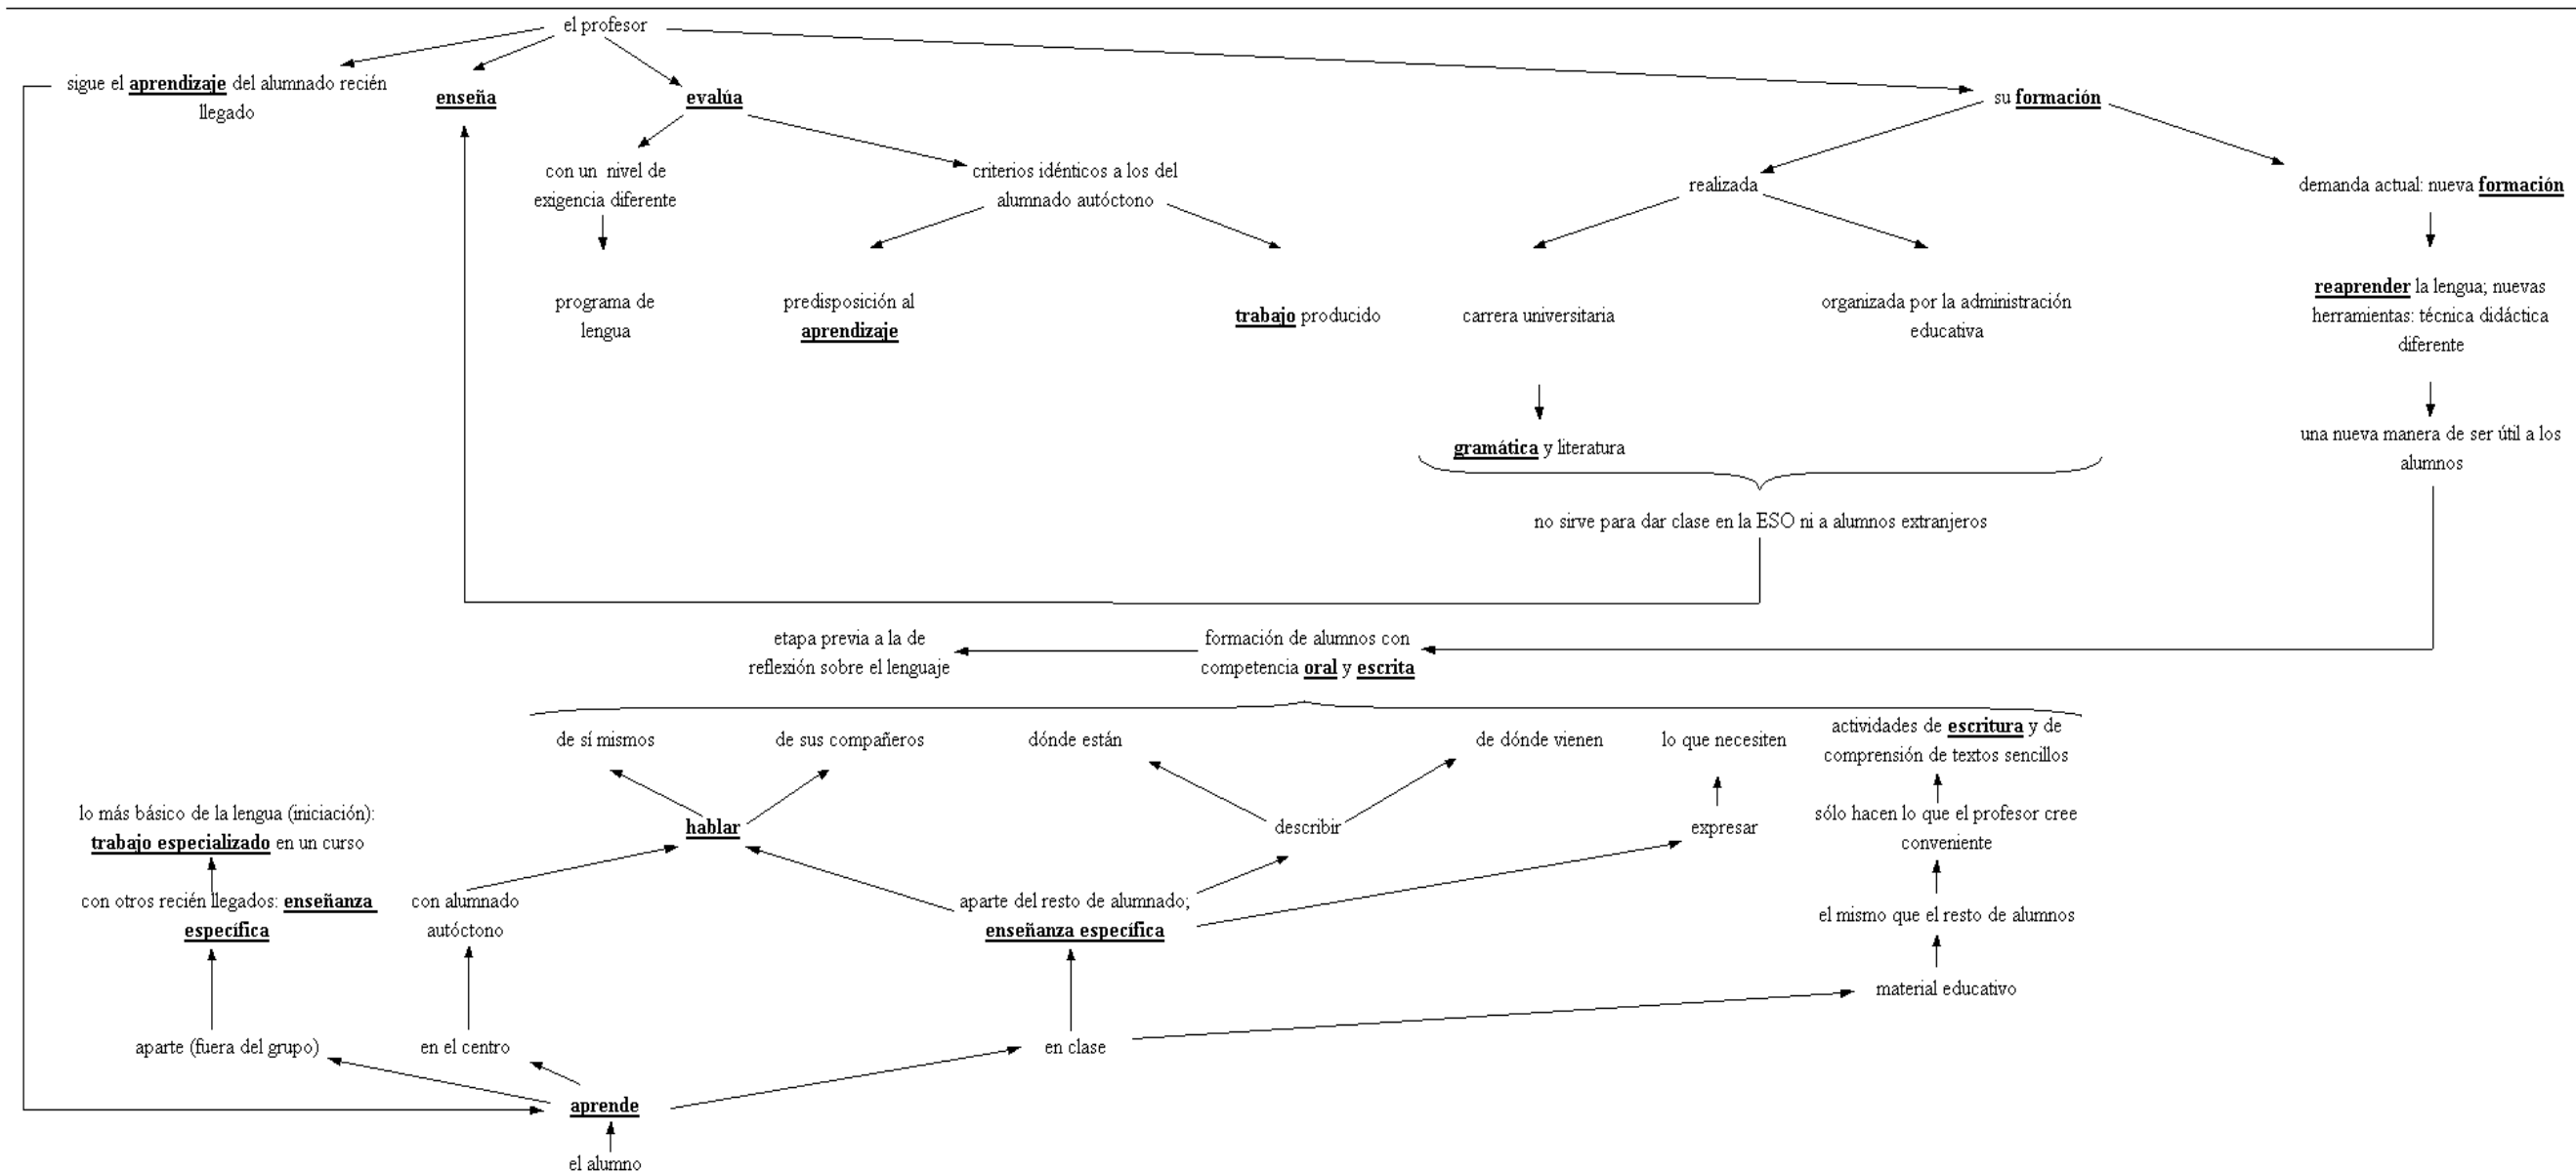 el profesor
sigue el aprendizaje del alumnado recién
llegado
enseña
evalúa
su formación
con un nivel de
exigencia diferente
criterios idénticos a los del
alumnado autóctono
realizada
demanda actual: nueva formación
programa de
lengua
predisposición al
aprendizaje
trabajo producido
carrera universitaria
organizada por la administración
educativa
reaprender la lengua; nuevas
herramientas: técnica didáctica
diferente
gramática y literatura
una nueva manera de ser útil a los
alumnos
no sirve para dar clase en la ESO ni a alumnos extranjeros
etapa previa a la de
reflexión sobre el lenguaje
formación de alumnos con
competencia oral y escrita
de sí mismos
de sus compañeros
dónde están
de dónde vienen
lo que necesiten
actividades de escritura y de
comprensión de textos sencillos
lo más básico de la lengua (iniciación):
trabajo especializado en un curso
hablar
describir
expresar
sólo hacen lo que el profesor cree
conveniente
con otros recién llegados: enseñanza
específica
con alumnado
autóctono
aparte del resto de alumnado;
enseñanza específica
el mismo que el resto de alumnos
material educativo
aparte (fuera del grupo)
en el centro
en clase
aprende
el alumno